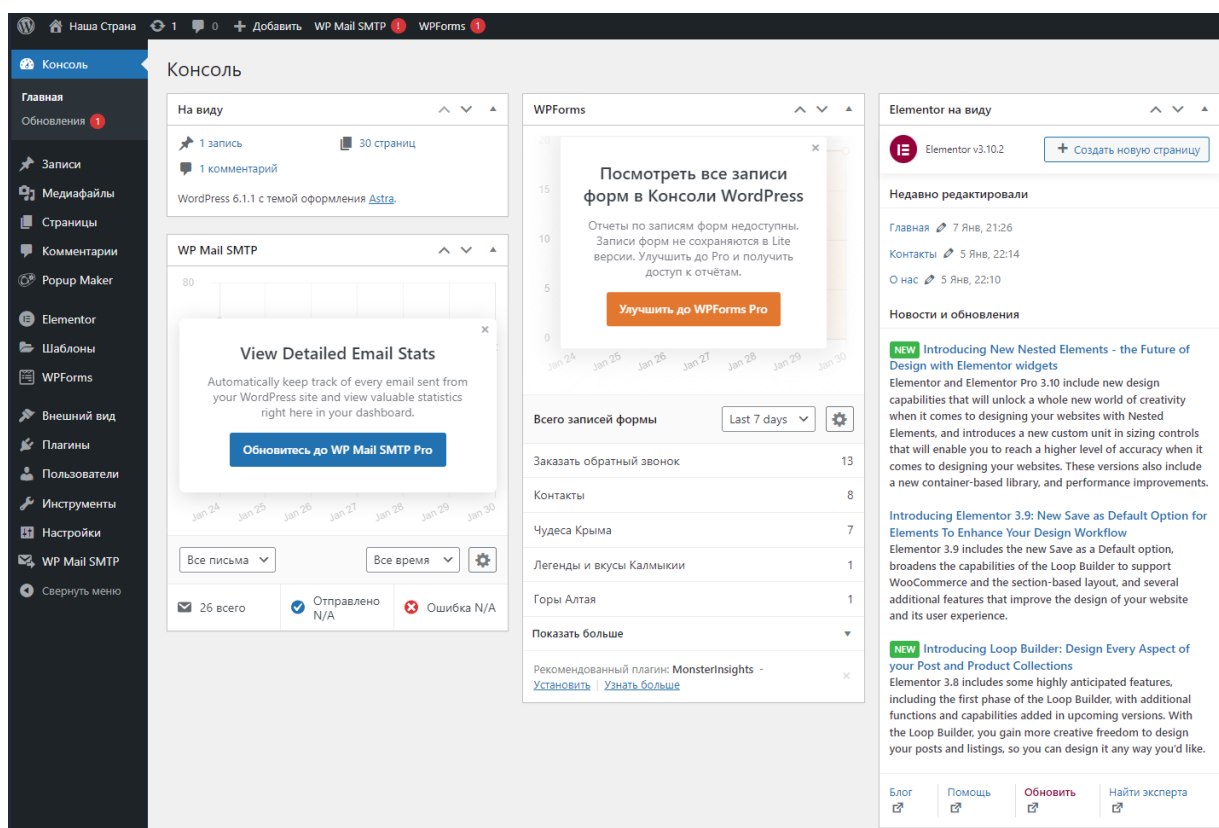 Наша Страна 1 0 Добавить WP Mail SMTP ! WPForms 1
Консоль
Главная
Обновления 1
Записи
Медиафайлы
Страницы
Комментарии
Popup Maker
Elementor
Шаблоны
WPForms
Внешний вид
Плагины
Пользователи
Инструменты
Настройки
WP Mail SMTP
Свернуть меню
Консоль
На виду
1 запись 30 страниц
1 комментарий
WordPress 6.1.1 с темой оформления Astra.
WP Mail SMTP
80
View Detailed Email Stats
Automatically keep track of every email sent from
your WordPress site and view valuable statistics
right here in your dashboard.
Обновитесь до WP Mail SMTP Pro
Jan 24 Jan 25 Jan 26 Jan 27 Jan 28 Jan 29 Jan 30
Все письма Все время
26 всего Отправлено Ошибка N/A
N/A
WPForms
20
15
10
5
0
Посмотреть все записи
форм в Консоли WordPress
Отчеты по записям форм недоступны.
Записи форм не сохраняются в Lite
версии. Улучшить до Pro и получить
доступ к отчётам.
Улучшить до WPForms Pro
Jan 24 Jan 25 Jan 26 Jan 27 Jan 28 Jan 29 Jan 30
Всего записей формы Last 7 days
Заказать обратный звонок 13
Контакты 8
Чудеса Крыма 7
Легенды и вкусы Калмыкии 1
Горы Алтая 1
Показать больше
Рекомендованный плагин: MonsterInsights -
Установить | Узнать больше
Elementor на виду
Elementor v3.10.2 + Создать новую страницу
Недавно редактировали
Главная 7 Янв, 21:26
Контакты 5 Янв, 22:14
О нас 5 Янв, 22:10
Новости и обновления
NEW Introducing New Nested Elements - the Future of
Design with Elementor widgets
Elementor and Elementor Pro 3.10 include new design
capabilities that will unlock a whole new world of creativity
when it comes to designing your websites with Nested
Elements, and introduces a new custom unit in sizing controls
that will enable you to reach a higher level of accuracy when it
comes to designing your websites. These versions also include
a new container-based library, and performance improvements.
Introducing Elementor 3.9: New Save as Default Option for
Elements To Enhance Your Design Workflow
Elementor 3.9 includes the new Save as a Default option,
broadens the capabilities of the Loop Builder to support
WooCommerce and the section-based layout, and several
additional features that improve the design of your website
and its user experience.
NEW Introducing Loop Builder: Design Every Aspect of
your Post and Product Collections
Elementor 3.8 includes some highly anticipated features,
including the first phase of the Loop Builder, with additional
functions and capabilities added in upcoming versions. With
the Loop Builder, you gain more creative freedom to design
your posts and listings, so you can design it any way you'd like.
Блог Помощь Обновить Найти эксперта